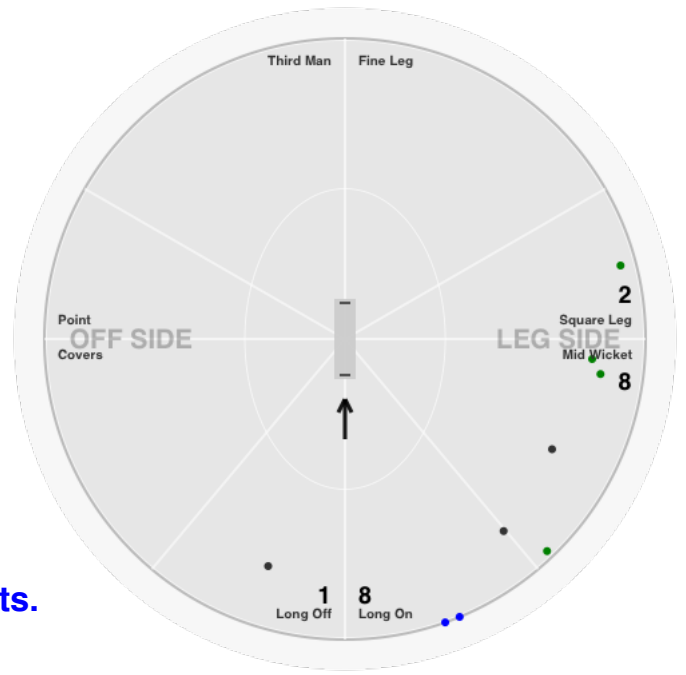 Third Man Fine Leg
2
Point Square Leg
OFF SIDE LEG SIDE
Covers Mid Wicket
8
ts.
1 8
Long Off Long On